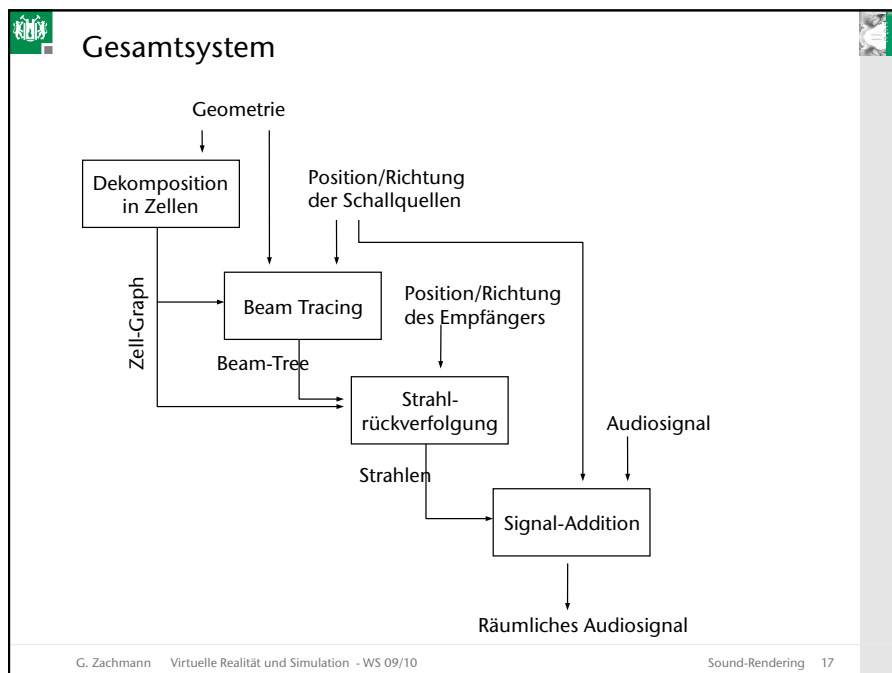 Gesamtsystem
Geometrie
Dekomposition
in Zellen
Position/Richtung
der Schallquellen
Zell-Graph
Beam Tracing
Position/Richtung
des Empfängers
Beam-Tree
Strahl-
rückverfolgung
Audiosignal
Strahlen
Signal-Addition
Räumliches Audiosignal
G. Zachmann Virtuelle Realität und Simulation - WS 09/10 Sound-Rendering 17